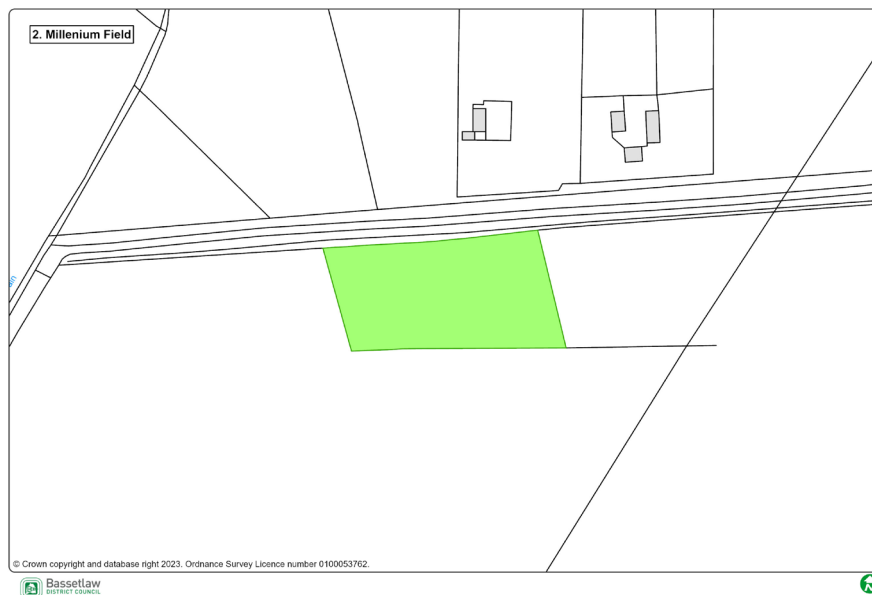 2. Millenium Field
© Crown copyright and database right 2023. Ordnance Survey Licence number 0100053762.
Bassetlaw
DISTRICT COUNCIL
N